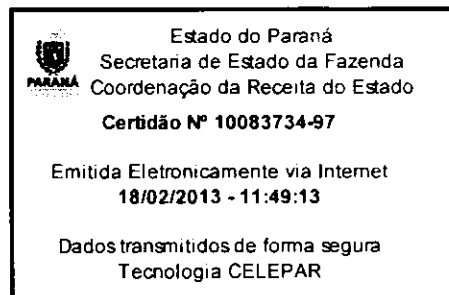 Estado do Paraná
Secretaria de Estado da Fazenda
PARANÁ
Coordenação da Receita do Estado
Certidão Nº 10083734-97
Emitida Eletronicamente via Internet
18/02/2013 - 11:49:13
Dados transmitidos de forma segura
Tecnologia CELEPAR